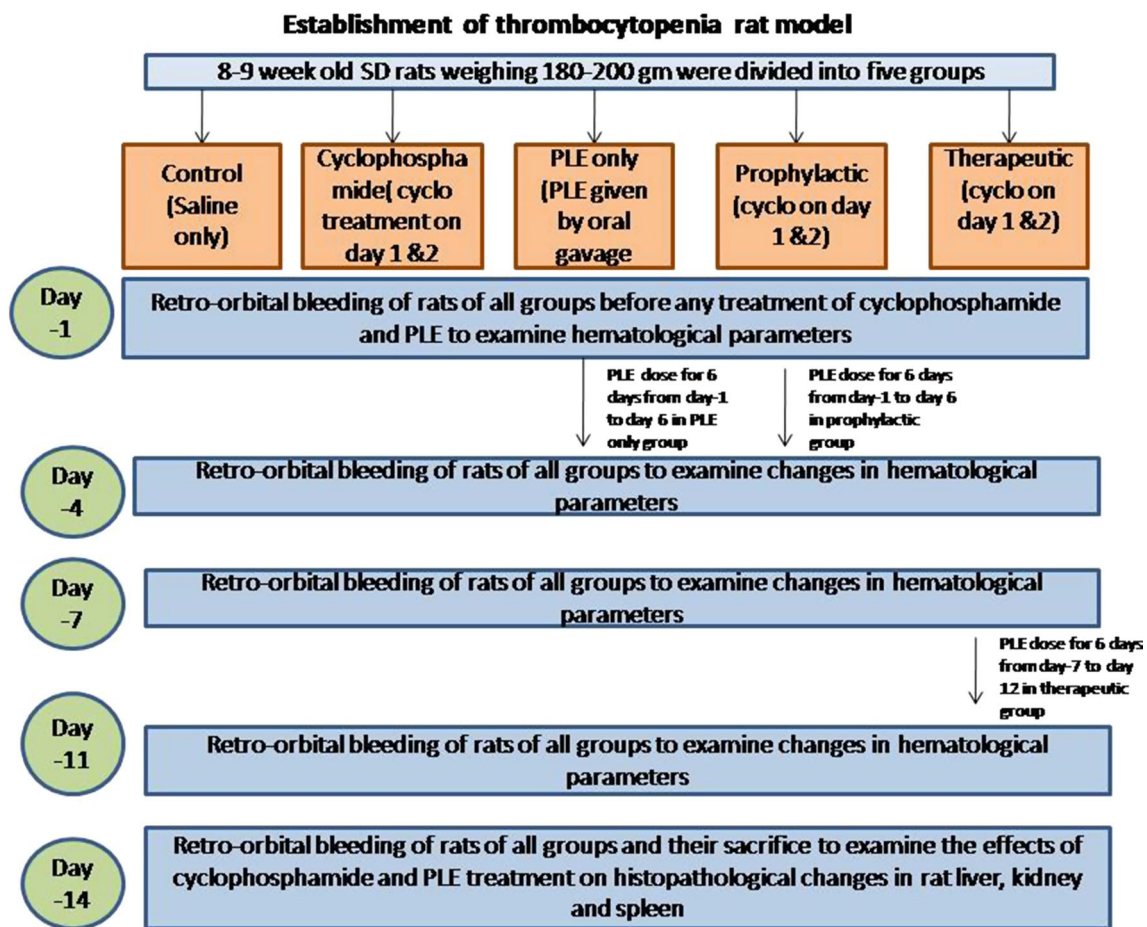 Establishment of thrombocytopenia rat model
8-9 week old SD rats weighing 180-200 gm were divided into five groups
Control
(Saline
only)
Cyclophospha
mide( cyclo
treatment on
day 1 &2
PLE only
(PLE given
by oral
gavage
Prophylactic
(cyclo on day
1 &2)
Therapeutic
(cyclo on
day 1 &2)
Day
-1
Retro-orbital bleeding of rats of all groups before any treatment of cyclophosphamide
and PLE to examine hematological parameters
PLE dose for 6
days from day-1
to day 6 in PLE
only group
PLE dose for 6 days
from day-1 to day 6
in prophylactic
group
Day
-4
Retro-orbital bleeding of rats of all groups to examine changes in hematological
parameters
Day
-7
Retro-orbital bleeding of rats of all groups to examine changes in hematological
parameters
PLE dose for 6 days
from day-7 to day
12 in therapeutic
group
Day
-11
Retro-orbital bleeding of rats of all groups to examine changes in hematological
parameters
Day
-14
Retro-orbital bleeding of rats of all groups and their sacrifice to examine the effects of
cyclophosphamide and PLE treatment on histopathological changes in rat liver, kidney
and spleen